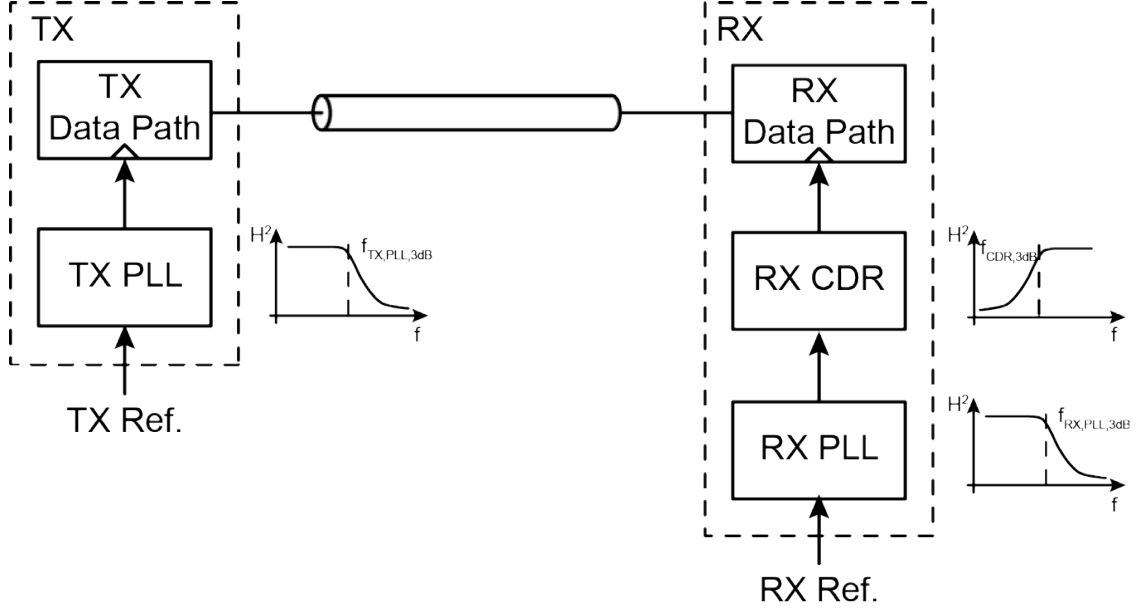 TX
TX
Data Path
TX PLL
TX Ref.
H²
f_TX,PLL,3dB
f
RX
RX
Data Path
RX CDR
RX PLL
RX Ref.
H²
f_CDR,3dB
f
H²
f_RX,PLL,3dB
f